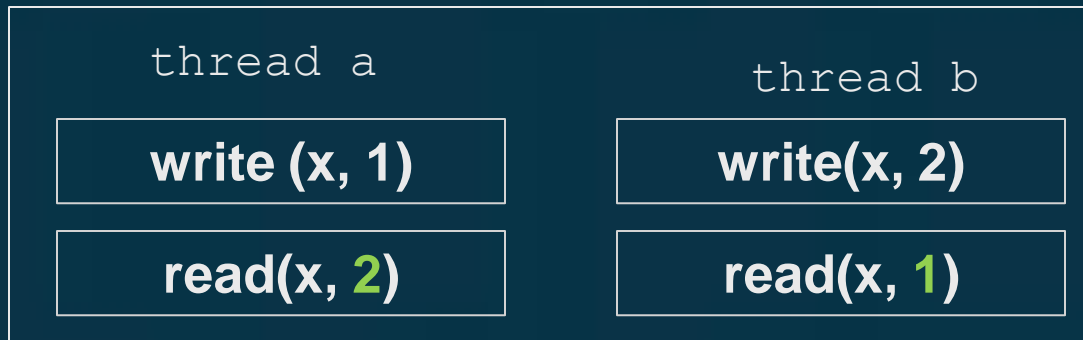 thread a
thread b
write (x, 1)
write(x, 2)
read(x, 2)
read(x, 1)